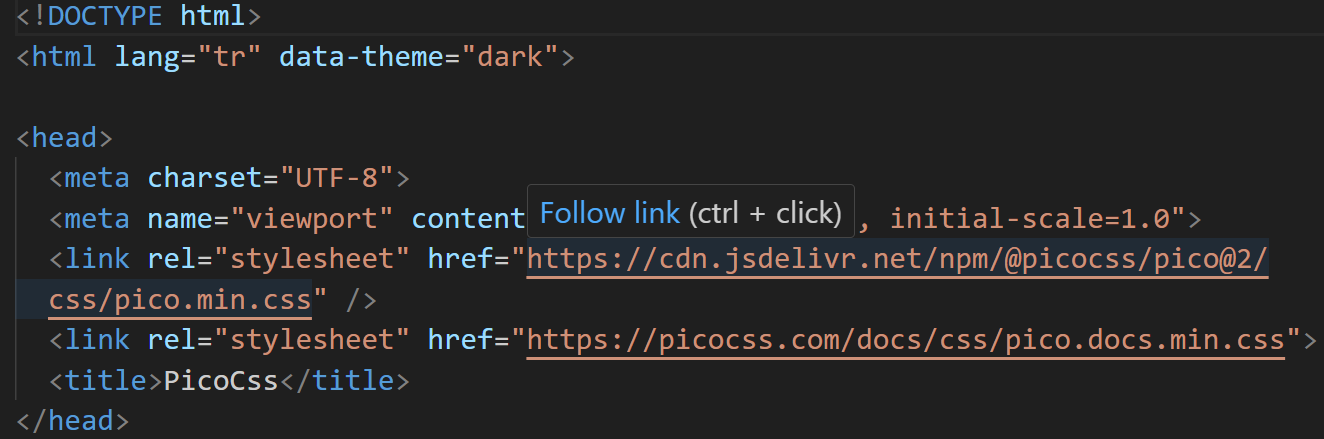 <!DOCTYPE html>
<html lang="tr" data-theme="dark">
<head>
<meta charset="UTF-8">
<meta name="viewport" content
Follow link (ctrl + click)
, initial-scale=1.0">
<link rel="stylesheet" href="https://cdn.jsdelivr.net/npm/@picocss/pico@2/
css/pico.min.css" />
<link rel="stylesheet" href="https://picocss.com/docs/css/pico.docs.min.css">
<title>PicoCss</title>
</head>